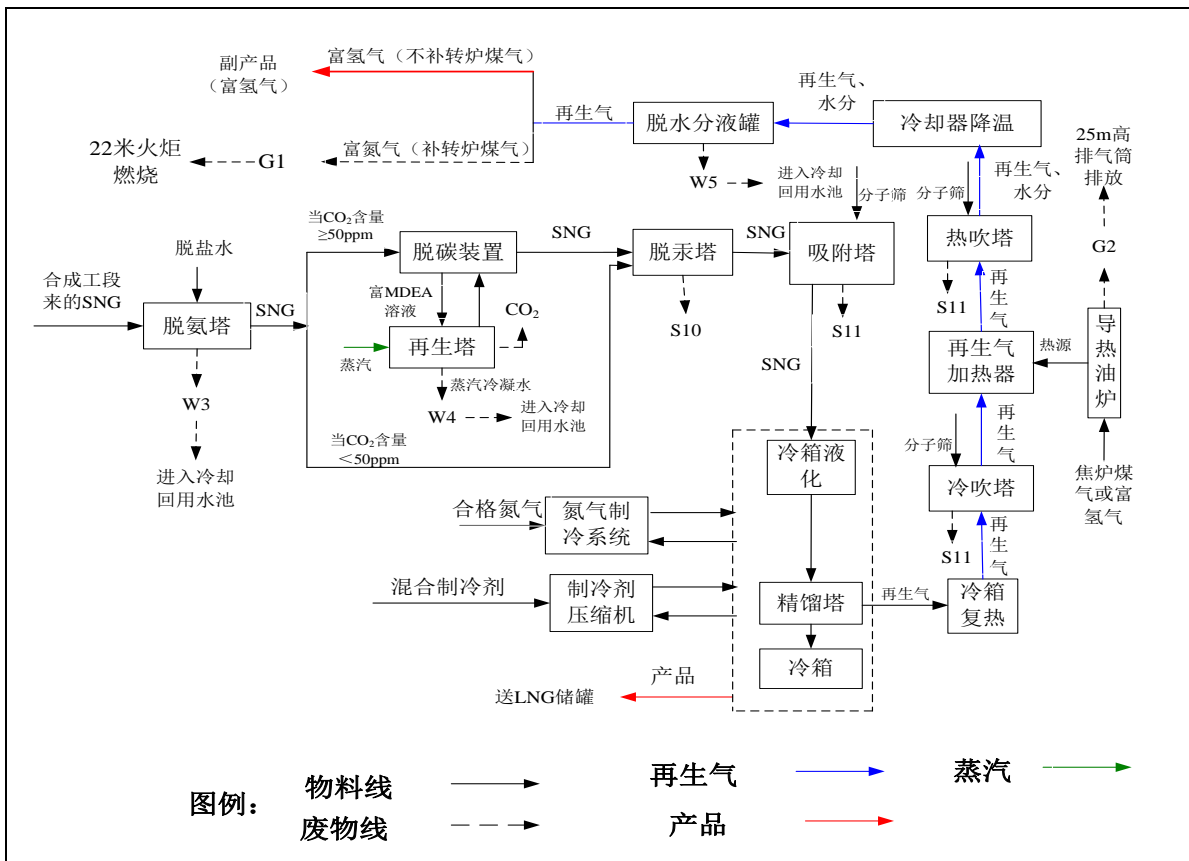 富氢气（不补转炉煤气）
副产品
（富氢气）
再生气
脱水分液罐
再生气、
水分
冷却器降温
25m高
排气筒
排放
22米火炬
燃烧
G1
富氮气（补转炉煤气）
W5
进入冷却
回用水池
分子筛
分子筛
再生气、
水分
当CO₂含量
≥50ppm
SNG
SNG
脱碳装置
脱汞塔
吸附塔
热吹塔
G2
脱盐水
合成工段
来的SNG
脱氨塔
SNG
富MDEA
溶液
CO₂
S10
S11
S11
再生气
蒸汽
再生塔
SNG
再生气
加热器
热源
导热油炉
W3
蒸汽冷凝水
W4
进入冷却
回用水池
当CO₂含量
＜50ppm
再生气
分子筛
进入冷却
回用水池
冷箱液
化
冷吹塔
焦炉煤
气或富
氢气
合格氮气
氮气制
冷系统
S11
再生气
混合制冷剂
制冷剂
压缩机
精馏塔
再生气
冷箱
复热
冷箱
产品
送LNG储罐
图例：
物料线
再生气
蒸汽
废物线
产品